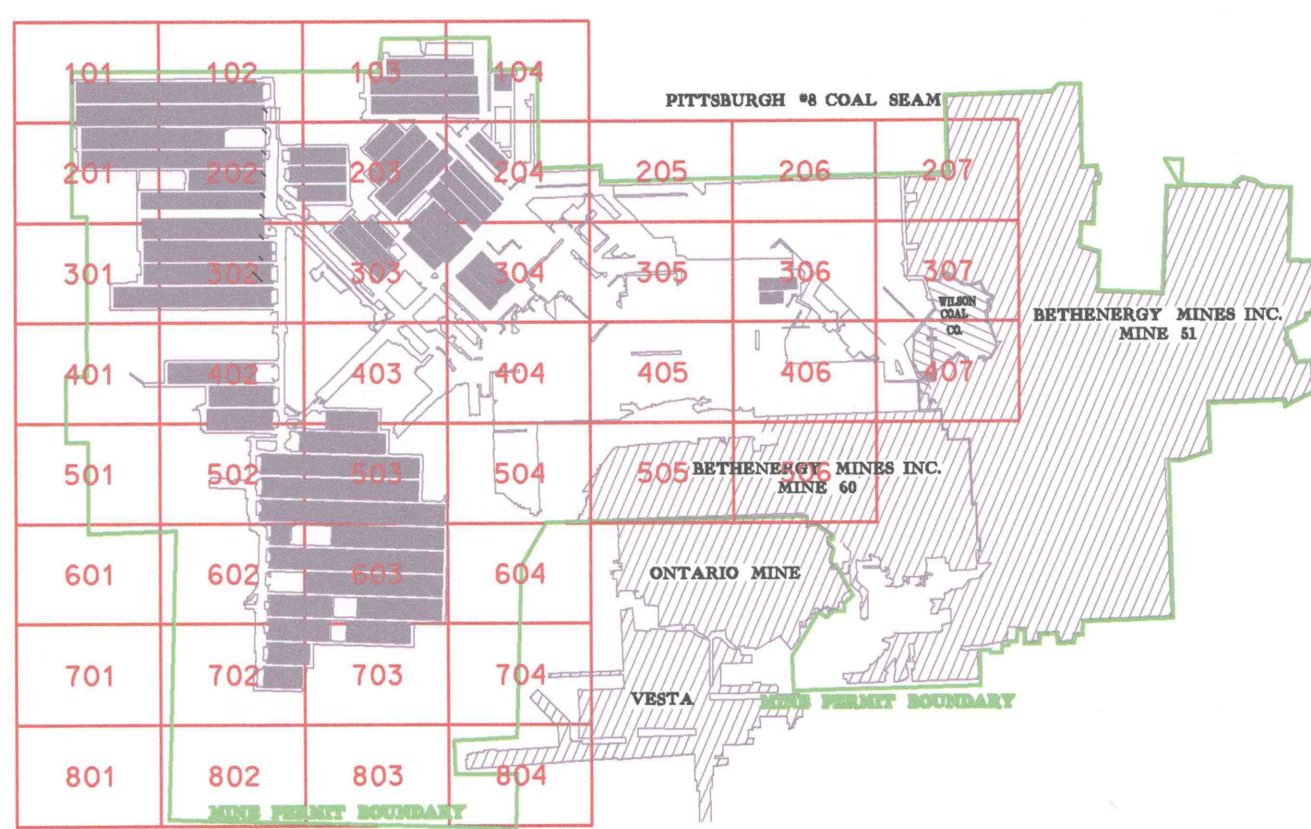 101 102 103 104
PITTSBURGH #8 COAL SEAM
201 202 203 204 205 206 207
301 302 303 304 305 306 307
WILSON
COAL
CO.
BETHENERGY MINES INC.
MINE 51
401 402 403 404 405 406 407
501 502 503 504 505 506
BETHENERGY MINES INC.
MINE 60
601 602 603 604
ONTARIO MINE
701 702 703 704
VESTA
MINE PERMIT BOUNDARY
801 802 803 804
MINE PERMIT BOUNDARY